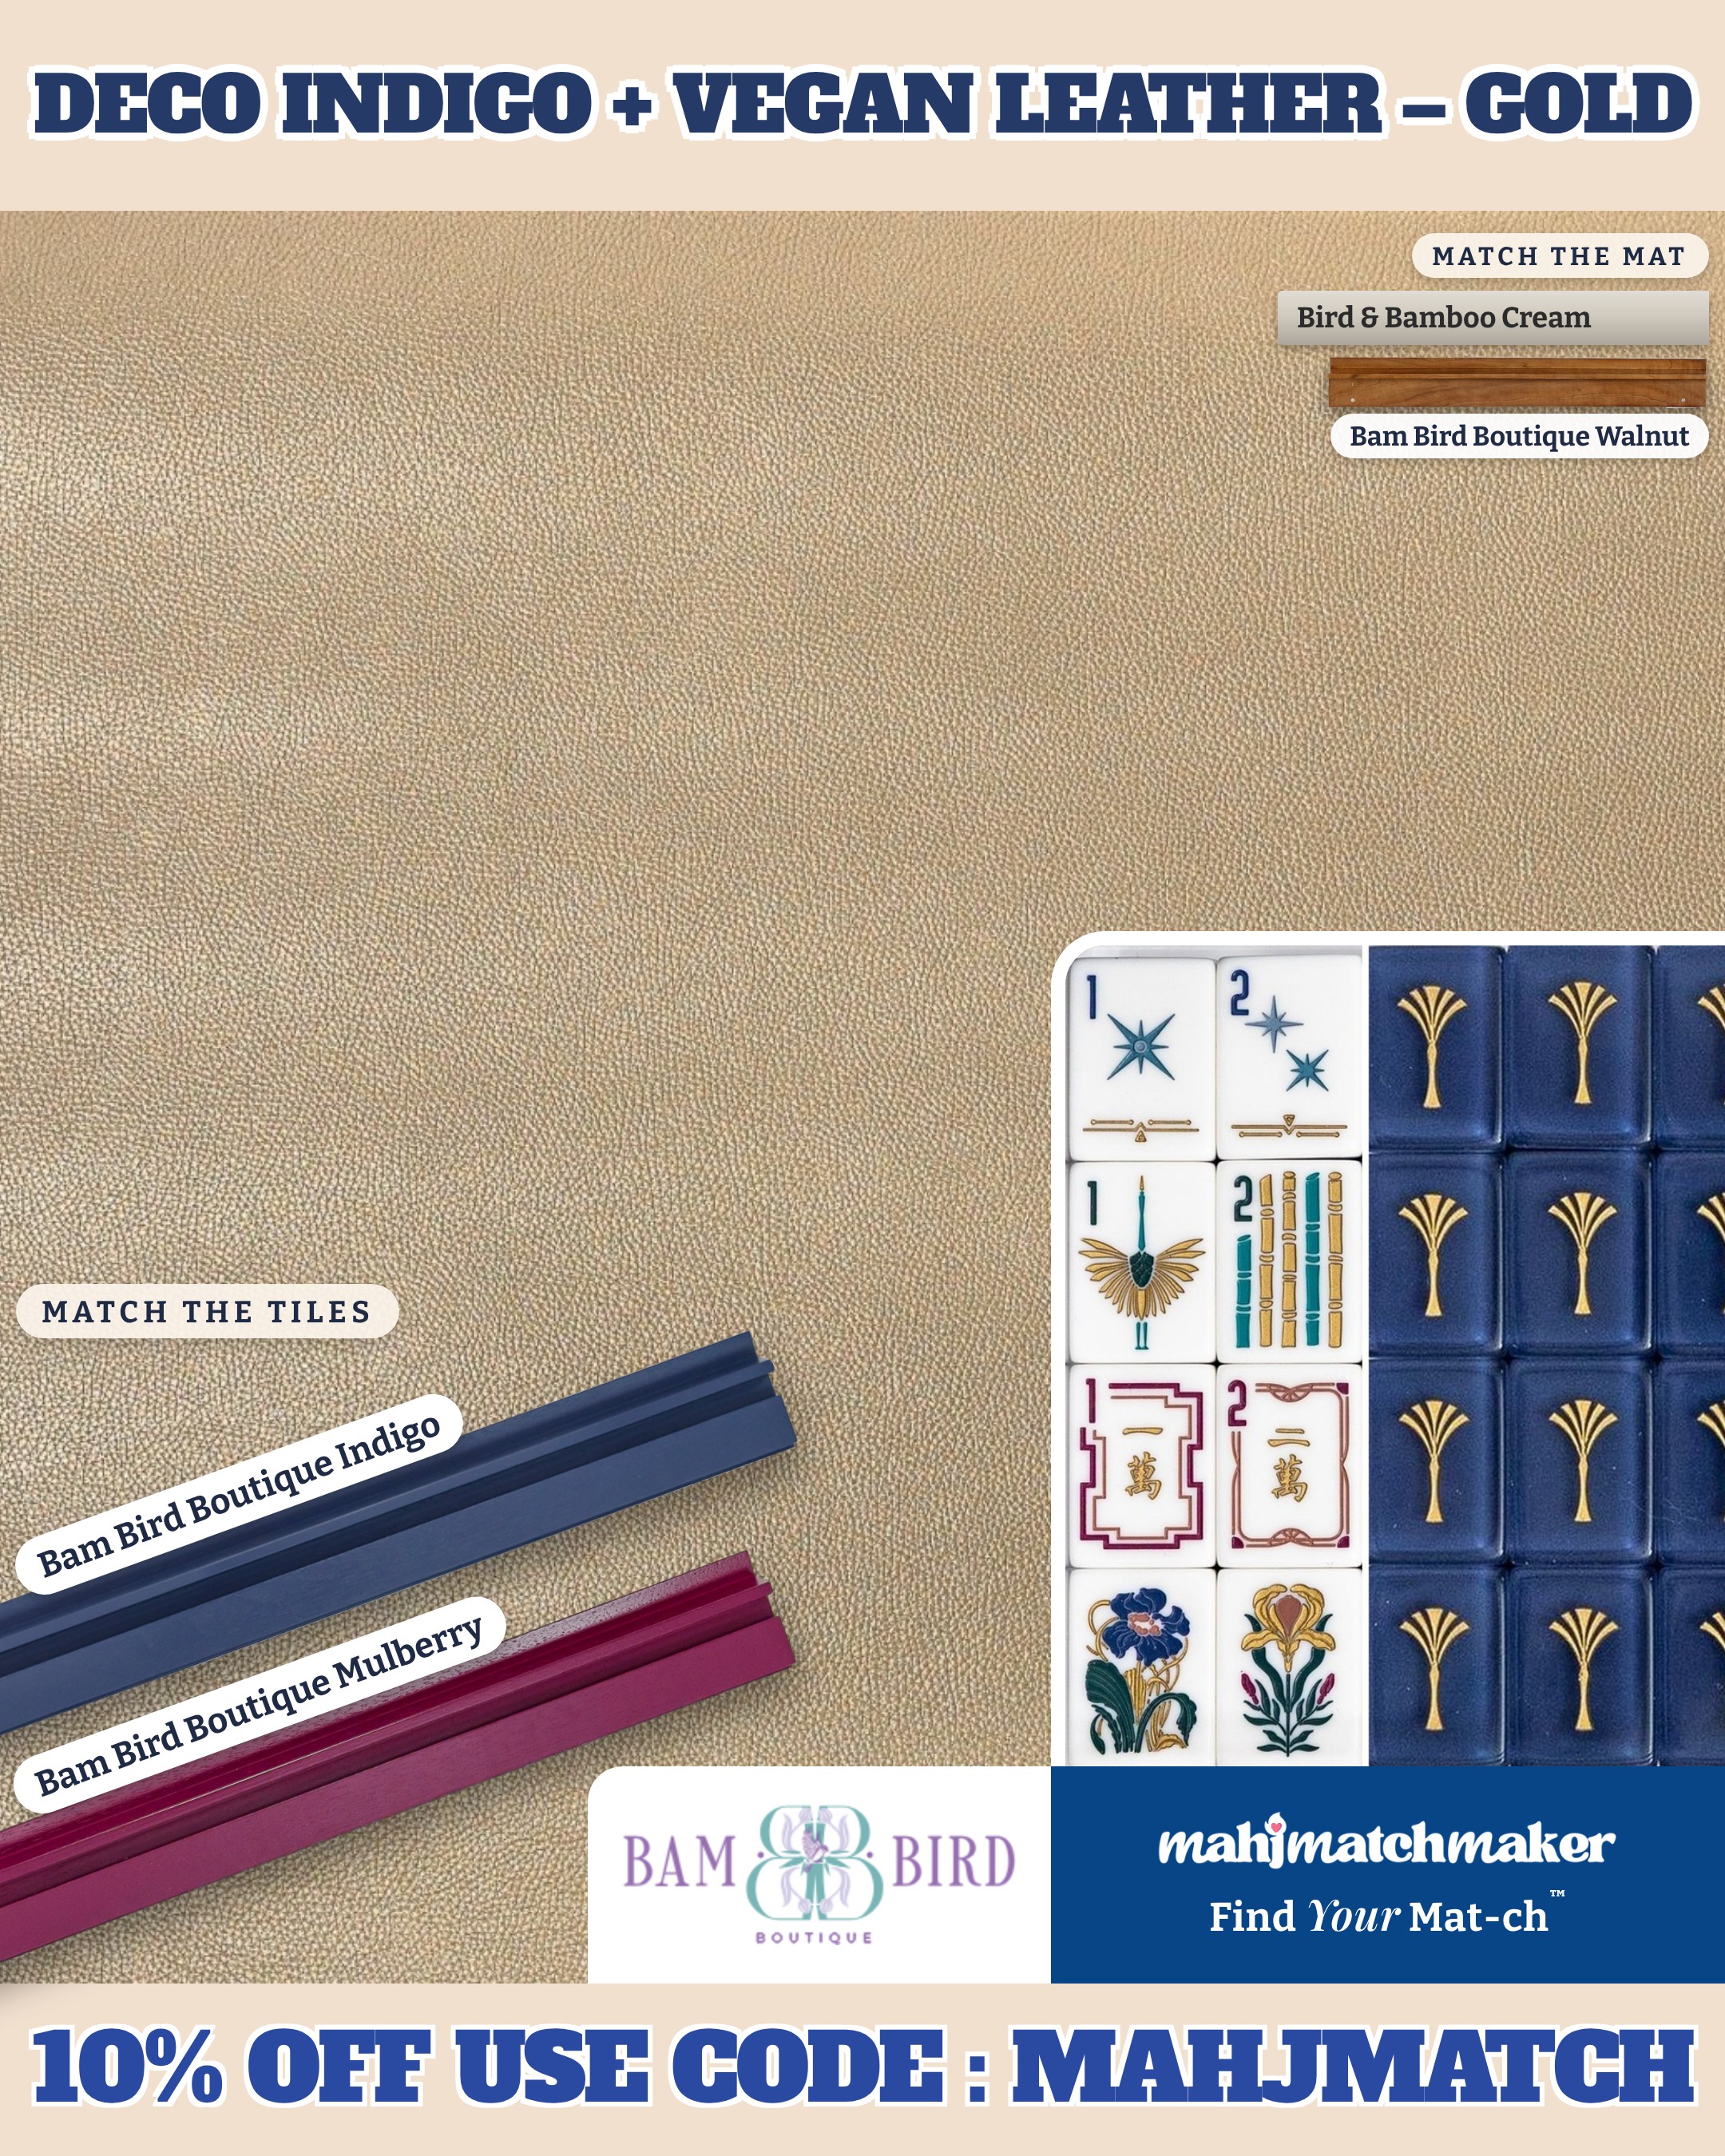 DECO INDIGO + VEGAN LEATHER – GOLD
MATCH THE MAT
Bird & Bamboo Cream
Bam Bird Boutique Walnut
1
2
1
2
1
2
一
二
萬
萬
MATCH THE TILES
Bam Bird Boutique Indigo
Bam Bird Boutique Mulberry
BAM BIRD
BOUTIQUE
mahjmatchmaker
Find Your Mat-ch™
10% OFF USE CODE : MAHJMATCH